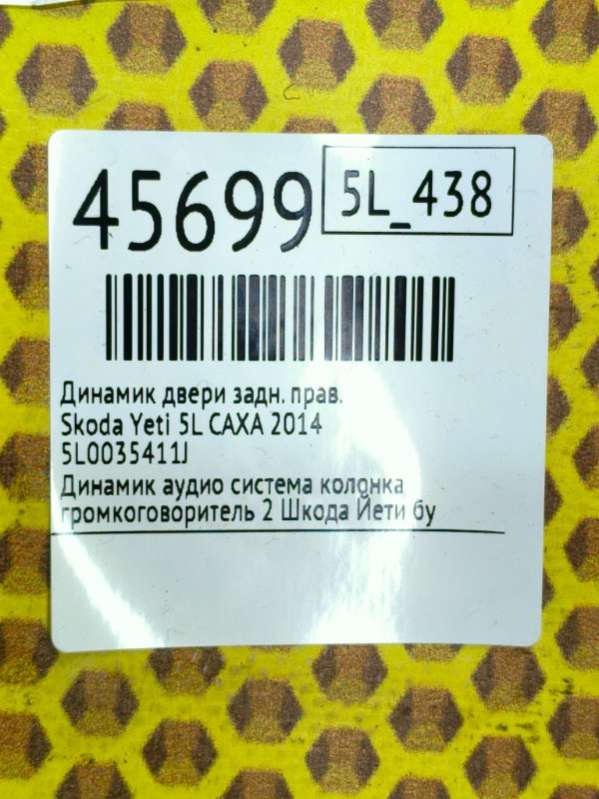 45699
5L_438
Динамик двери задн. прав.
Skoda Yeti 5L CAXA 2014
5L0035411J
Динамик аудио система колонка
громкоговоритель 2 Шкода Йети бу